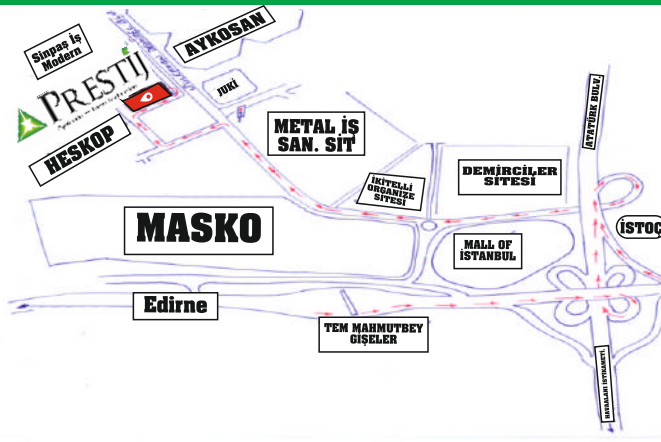 Sinpaş İş
Modern
AYKOSAN
PRESTİJ
JUKİ
HESKOP
METAL İŞ
SAN. SİT
ATATÜRK BULV.
İKİTELLİ
ORGANİZE
SİTESİ
DEMİRCİLER
SİTESİ
MASKO
MALL OF
İSTANBUL
İSTOÇ
Edirne
TEM MAHMUTBEY
GİŞELER
HAVAALANI İSTİKAMETİ.